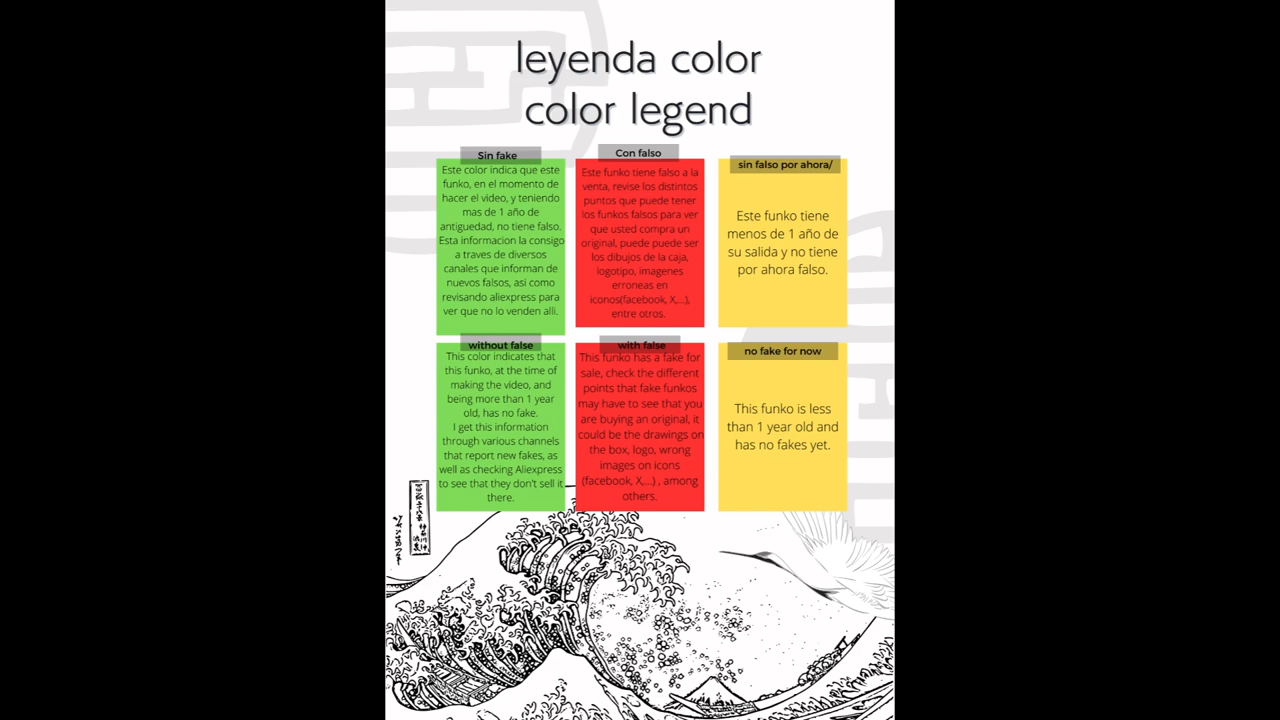 leyenda color
color legend
Sin fake
Este color indica que este
funko, en el momento de
hacer el video, y teniendo
mas de 1 año de
antiguedad, no tiene falso.
Esta informacion la consigo
a traves de diversos
canales que informan de
nuevos falsos, asi como
revisando aliexpress para
ver que no lo venden alli.
Con falso
Este funko tiene falso a la
venta, revise los distintos
puntos que puede tener
los funkos falsos para ver
que usted compra un
original, puede puede ser
los dibujos de la caja,
logotipo, imagenes
erroneas en
iconos(facebook, X,...),
entre otros.
sin falso por ahora/
Este funko tiene
menos de 1 año de
su salida y no tiene
por ahora falso.
without false
This color indicates that
this funko, at the time of
making the video, and
being more than 1 year
old, has no fake.
I get this information
through various channels
that report new fakes, as
well as checking Aliexpress
to see that they don't sell it
there.
with false
This funko has a fake for
sale, check the different
points that fake funkos
may have to see that you
are buying an original, it
could be the drawings on
the box, logo, wrong
images on icons
(facebook, X,...) , among
others.
no fake for now
This funko is less
than 1 year old and
has no fakes yet.